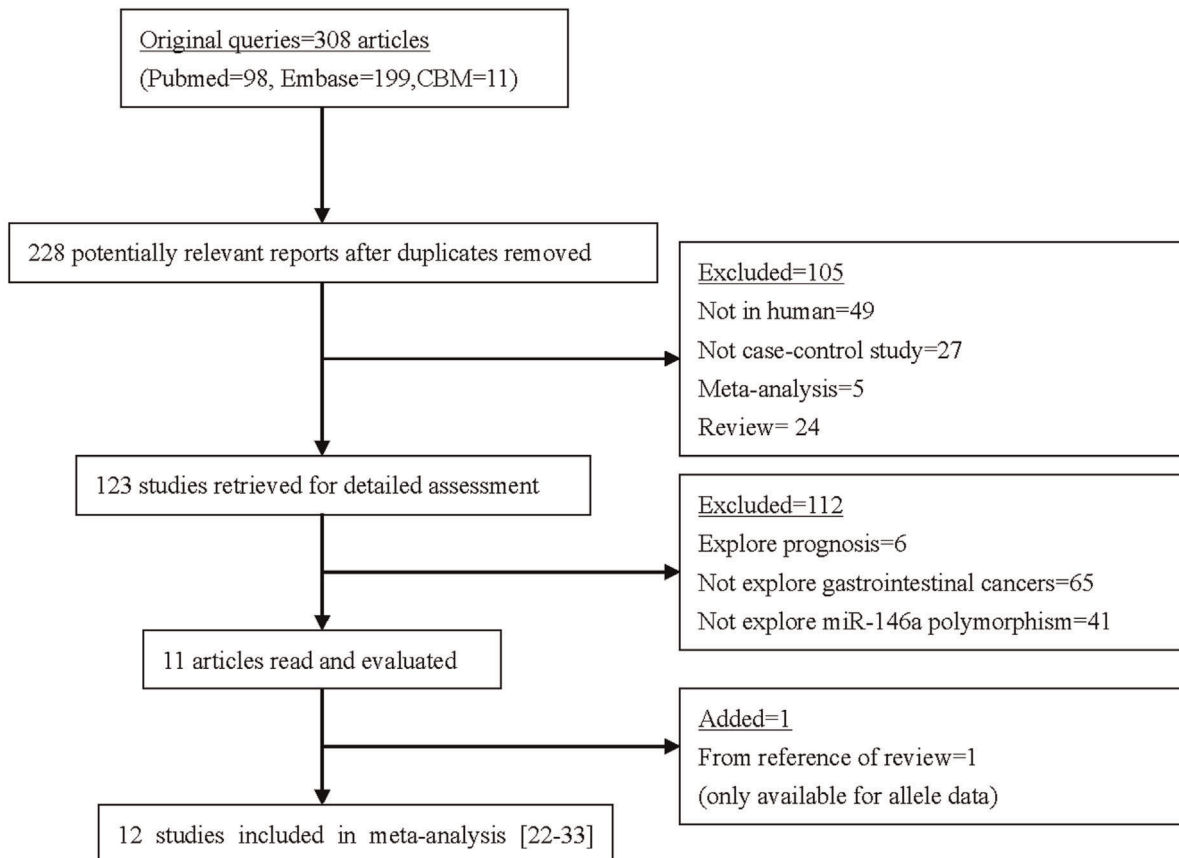 Original queries=308 articles
(Pubmed=98, Embase=199,CBM=11)
228 potentially relevant reports after duplicates removed
Excluded=105
Not in human=49
Not case-control study=27
Meta-analysis=5
Review= 24
123 studies retrieved for detailed assessment
Excluded=112
Explore prognosis=6
Not explore gastrointestinal cancers=65
Not explore miR-146a polymorphism=41
11 articles read and evaluated
Added=1
From reference of review=1
(only available for allele data)
12 studies included in meta-analysis [22-33]